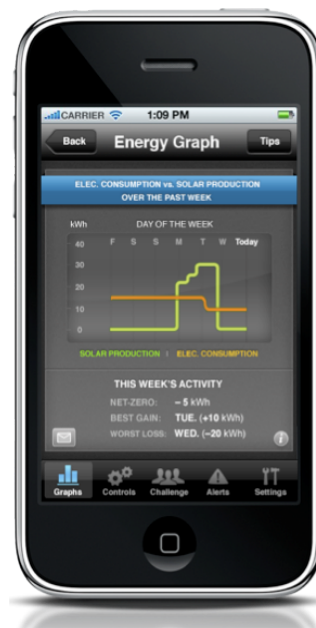 CARRIER 1:09 PM
Back Energy Graph Tips
ELEC. CONSUMPTION vs. SOLAR PRODUCTION
OVER THE PAST WEEK
kWh DAY OF THE WEEK
40 F S S M T W Today
30
20
10
0
SOLAR PRODUCTION ELEC. CONSUMPTION
THIS WEEK'S ACTIVITY
NET-ZERO: – 5 kWh
BEST GAIN: TUE. (+10 kWh)
WORST LOSS: WED. (–20 kWh)
Graphs Controls Challenge Alerts Settings